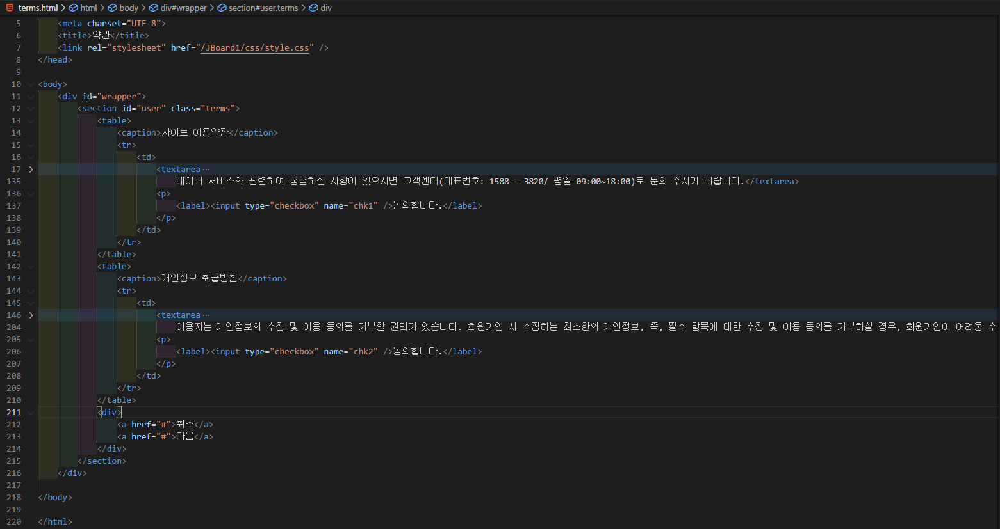 terms.html > html > body > div#wrapper > section#user.terms > div
5 <meta charset="UTF-8">
6 <title>약관</title>
7 <link rel="stylesheet" href="/JBoard1/css/style.css" />
8 </head>
9
10 <body>
11 <div id="wrapper">
12 <section id="user" class="terms">
13 <table>
14 <caption>사이트 이용약관</caption>
15 <tr>
16 <td>
17 <textarea ···
135 네이버 서비스와 관련하여 궁금하신 사항이 있으시면 고객센터(대표번호: 1588 – 3820/ 평일 09:00~18:00)로 문의 주시기 바랍니다.</textarea>
136 <p>
137 <label><input type="checkbox" name="chk1" />동의합니다.</label>
138 </p>
139 </td>
140 </tr>
141 </table>
142 <table>
143 <caption>개인정보 취급방침</caption>
144 <tr>
145 <td>
146 <textarea ···
204 이용자는 개인정보의 수집 및 이용 동의를 거부할 권리가 있습니다. 회원가입 시 수집하는 최소한의 개인정보, 즉, 필수 항목에 대한 수집 및 이용 동의를 거부하실 경우, 회원가입이 어려울 수
205 <p>
206 <label><input type="checkbox" name="chk2" />동의합니다.</label>
207 </p>
208 </td>
209 </tr>
210 </table>
211 <div>
212 <a href="#">취소</a>
213 <a href="#">다음</a>
214 </div>
215 </section>
216 </div>
217
218 </body>
219
220 </html>